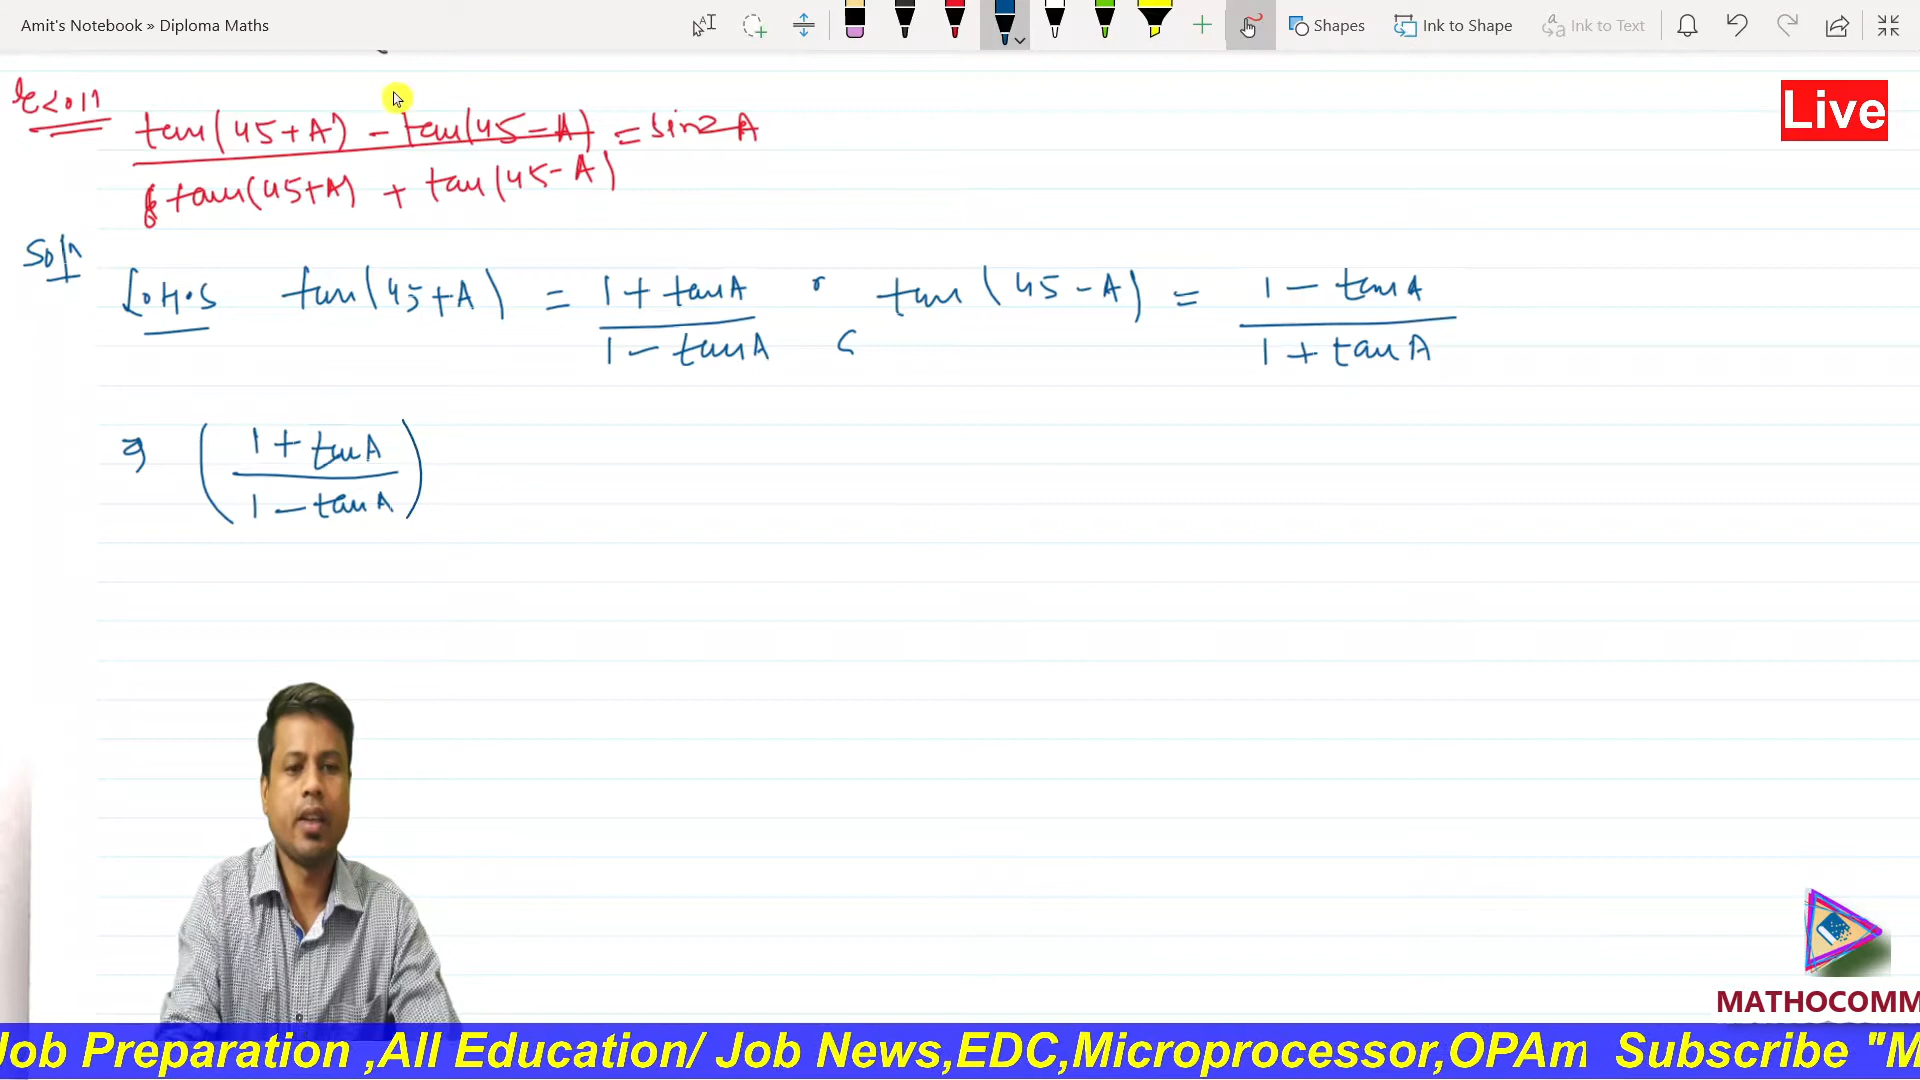 Amit's Notebook » Diploma Maths
Shapes
Ink to Shape
Ink to Text
Live
tan(45+A) - tan(45-A) = sin2A
tan(45+A) + tan(45-A)
Soln
L.H.S tan(45+A) = 1 + tanA , tan(45-A) = 1 - tanA
1 - tanA 1 + tanA
(1 + tanA
1 - tanA)
MATHOCOMM
Job Preparation ,All Education/ Job News,EDC,Microprocessor,OPAm Subscribe "M